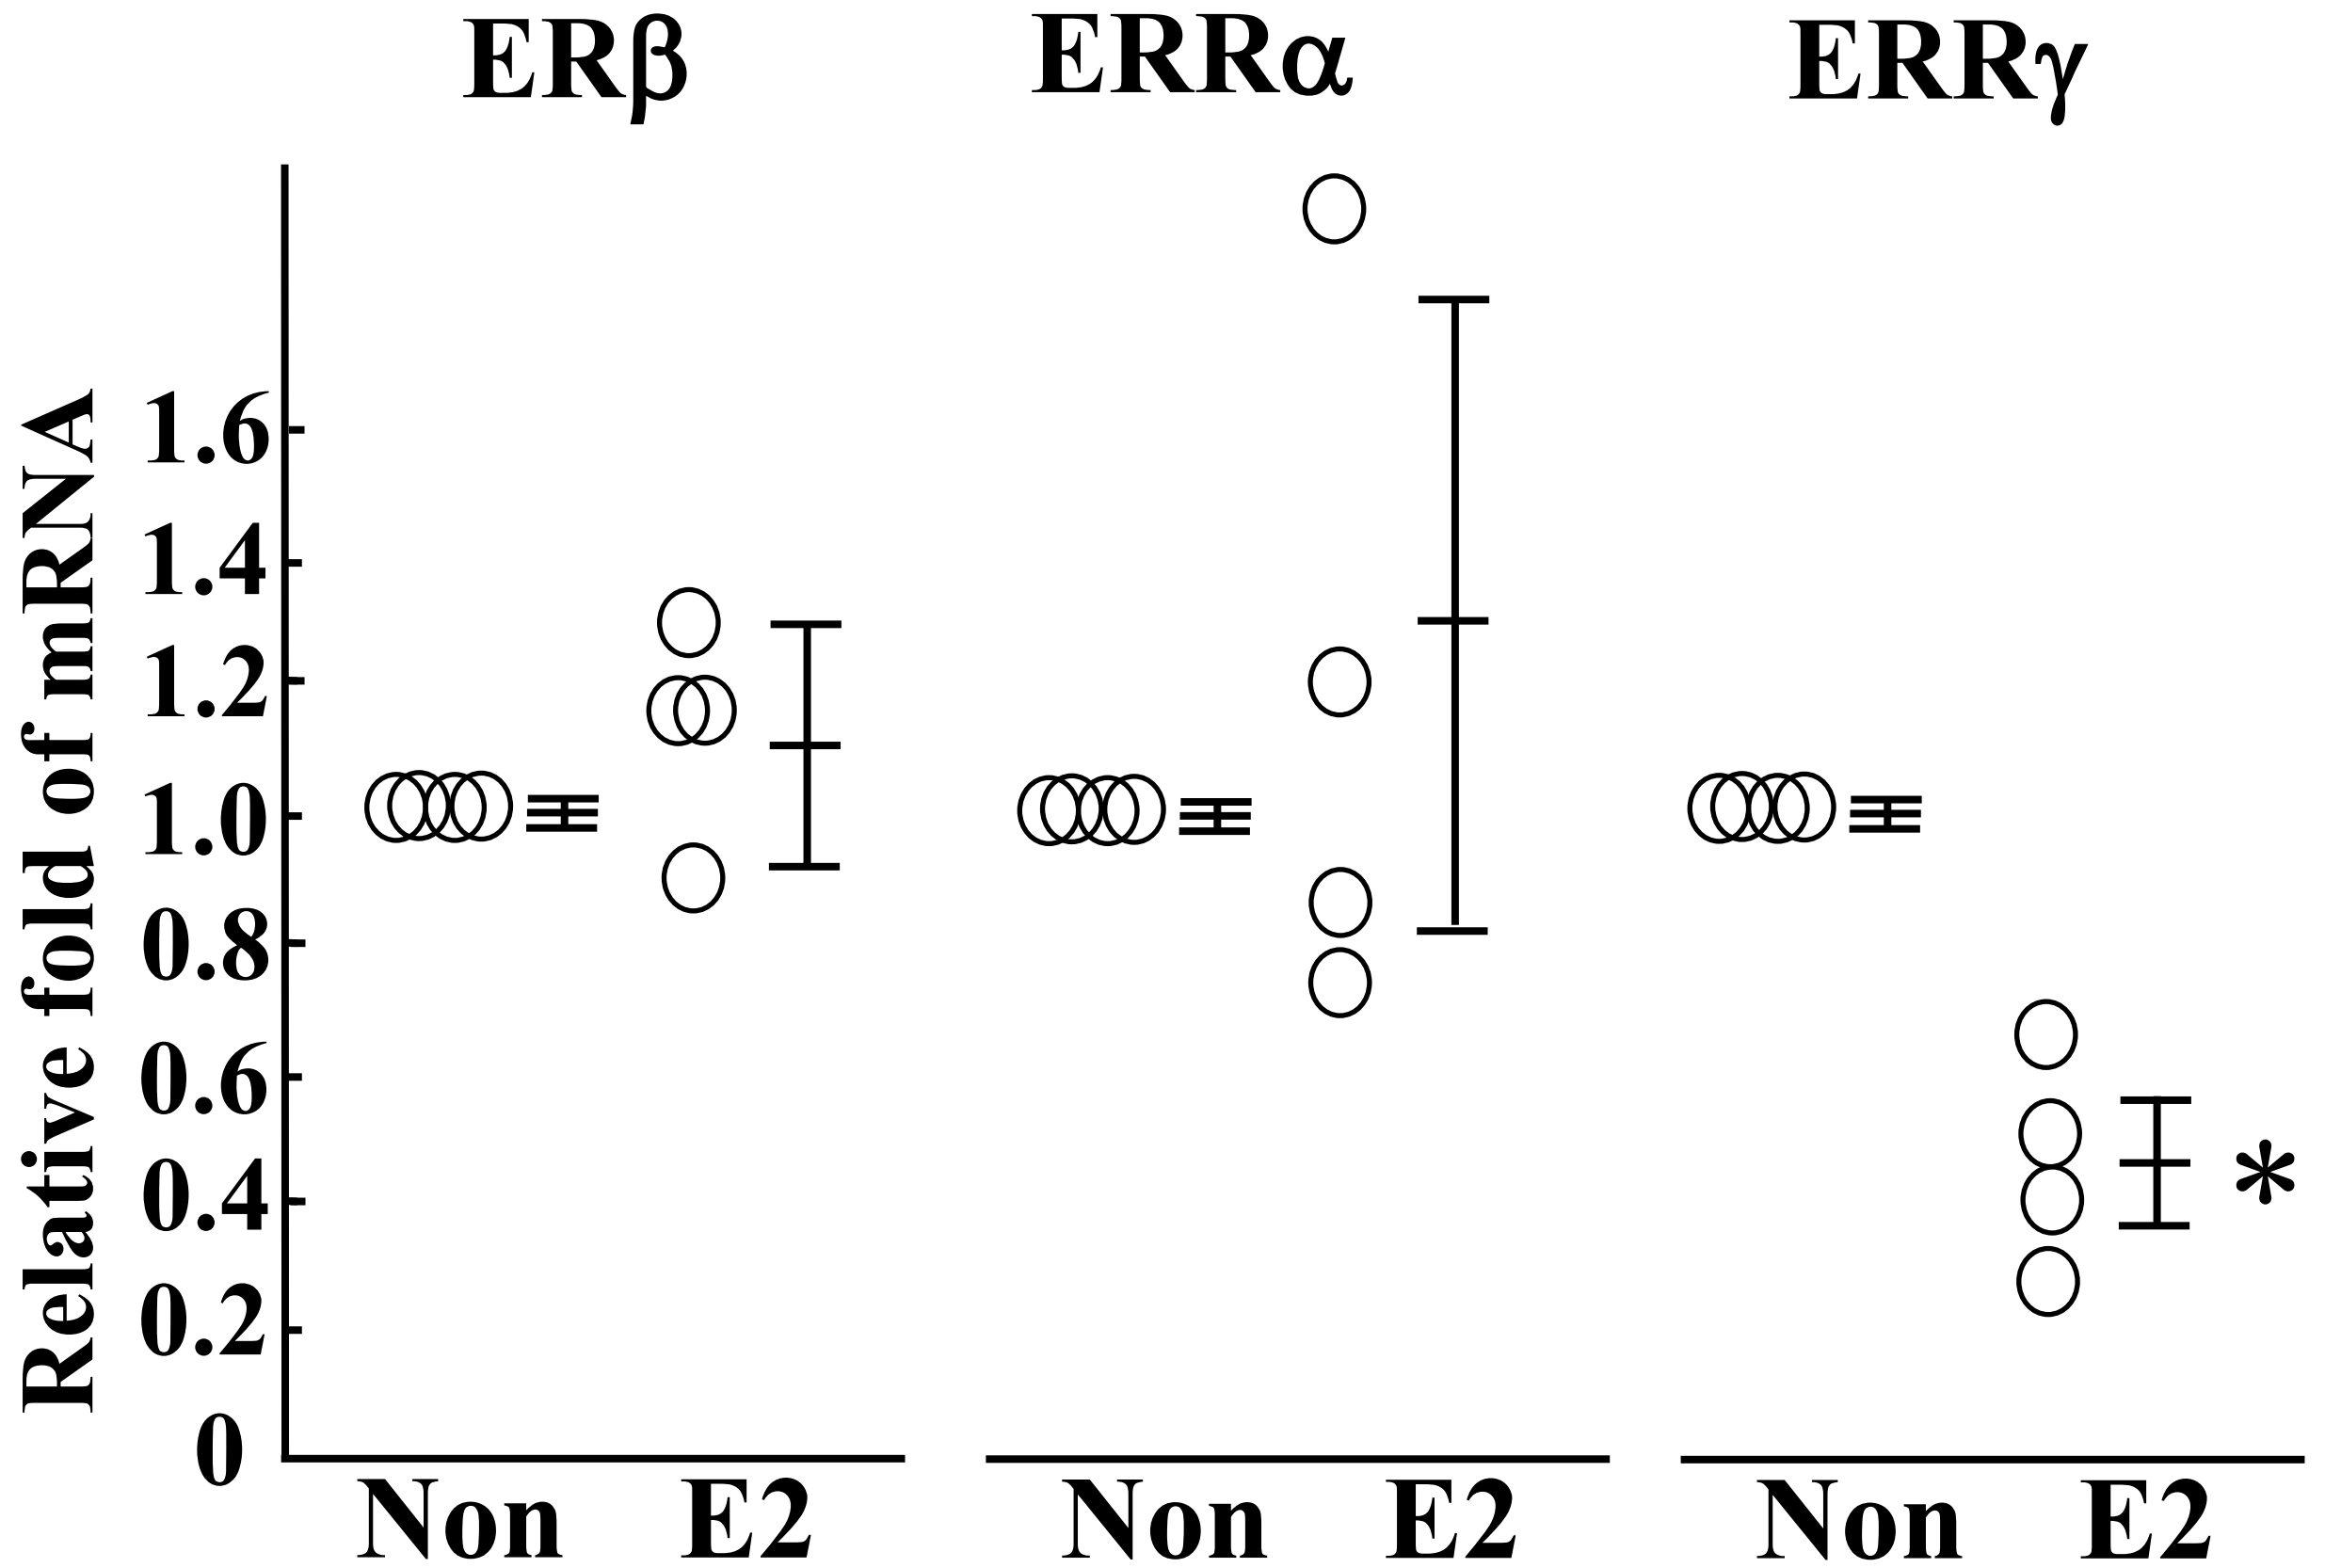 ERβ
ERRα
ERRγ
Relative fold of mRNA
1.6
1.4
1.2
1.0
0.8
0.6
0.4
0.2
0
*
Non E2
Non E2
Non E2